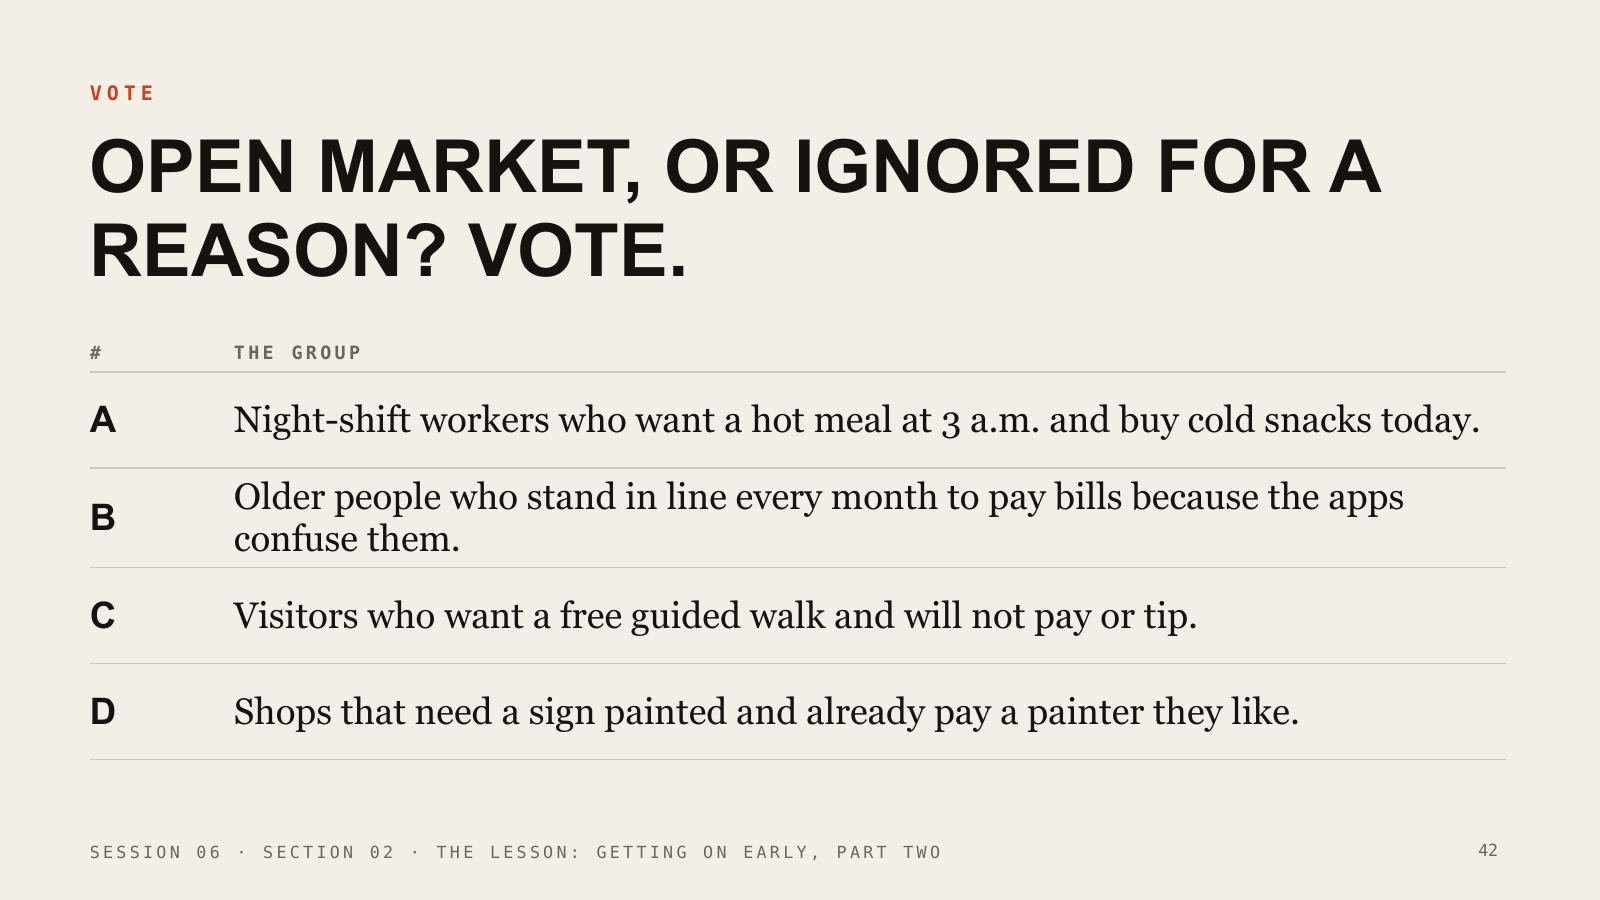 VOTE
OPEN MARKET, OR IGNORED FOR A
REASON? VOTE.
# THE GROUP
A Night-shift workers who want a hot meal at 3 a.m. and buy cold snacks today.
B Older people who stand in line every month to pay bills because the apps
confuse them.
C Visitors who want a free guided walk and will not pay or tip.
D Shops that need a sign painted and already pay a painter they like.
SESSION 06 · SECTION 02 · THE LESSON: GETTING ON EARLY, PART TWO 42